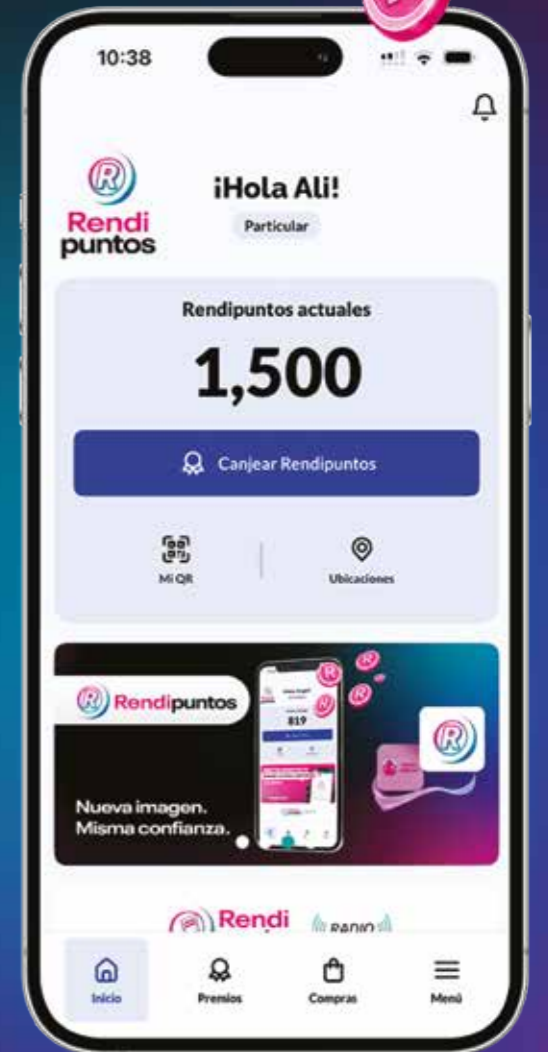 10:38
Rendi
puntos
¡Hola Ali!
Particular
Rendipuntos actuales
1,500
Canjear Rendipuntos
Mi QR
Ubicaciones
Rendipuntos
819
Nueva imagen.
Misma confianza.
Rendi
RADIO
Inicio
Premios
Compras
Menú